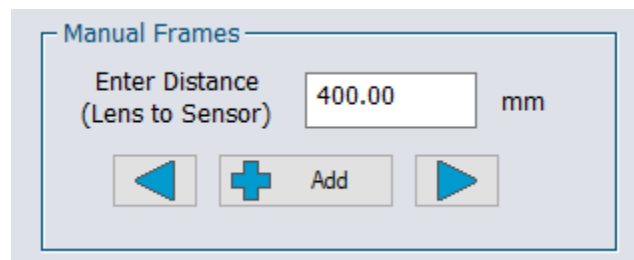 Manual Frames
Enter Distance
(Lens to Sensor)
400.00
mm
Add